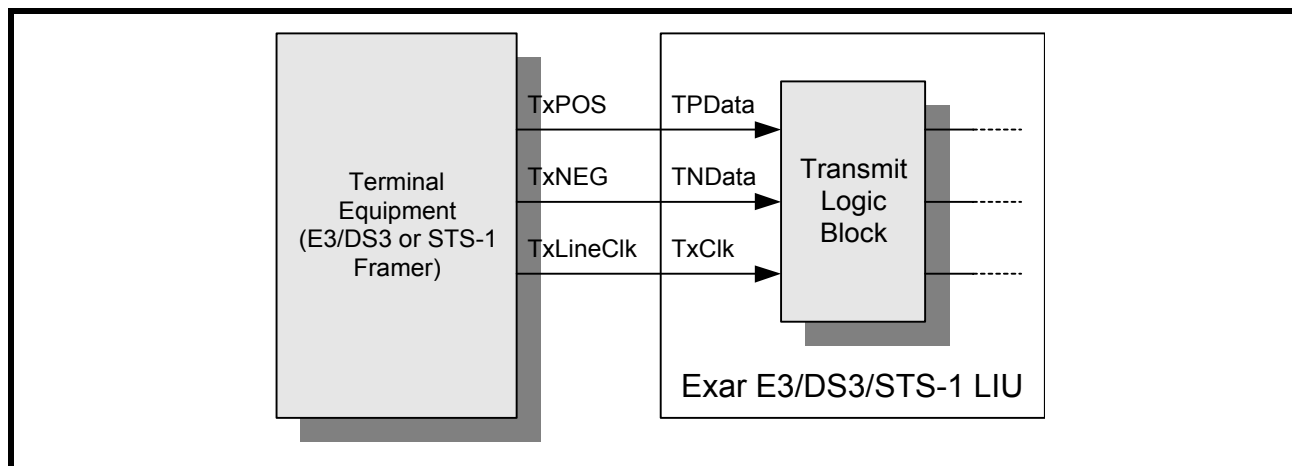 Terminal
Equipment
(E3/DS3 or STS-1
Framer)
TxPOS
TPData
TxNEG
TNData
TxLineClk
TxClk
Transmit
Logic
Block
Exar E3/DS3/STS-1 LIU